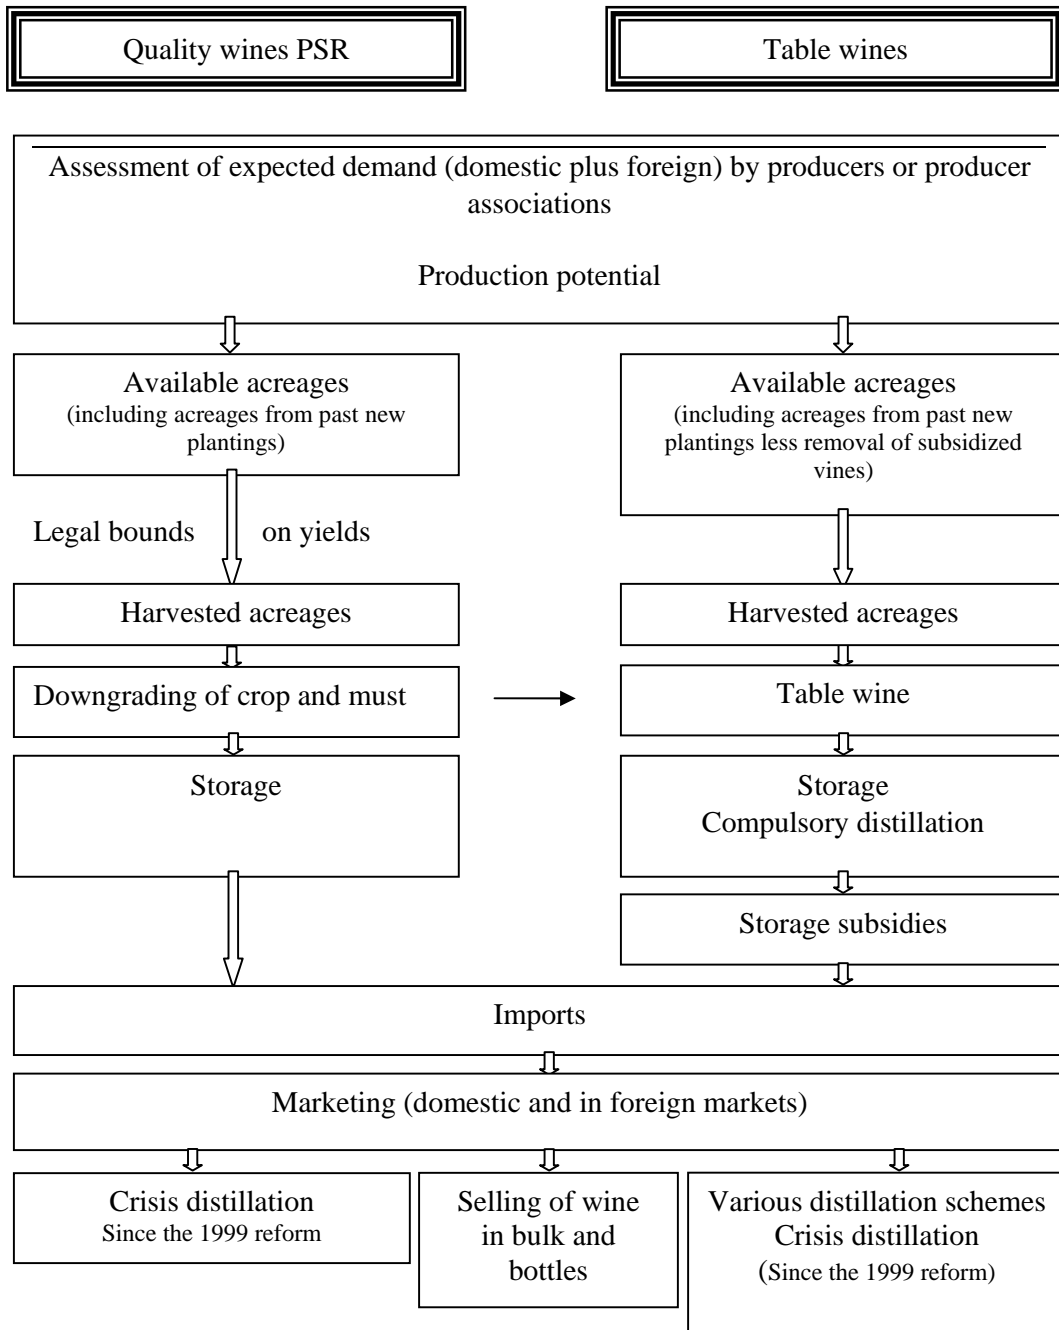 Quality wines PSR
Table wines
Assessment of expected demand (domestic plus foreign) by producers or producer
associations
Production potential
Available acreages
(including acreages from past new
plantings)
Available acreages
(including acreages from past new
plantings less removal of subsidized
vines)
Legal bounds on yields
Harvested acreages
Harvested acreages
Downgrading of crop and must
Table wine
Storage
Storage
Compulsory distillation
Storage subsidies
Imports
Marketing (domestic and in foreign markets)
Crisis distillation
Since the 1999 reform
Selling of wine
in bulk and
bottles
Various distillation schemes
Crisis distillation
(Since the 1999 reform)